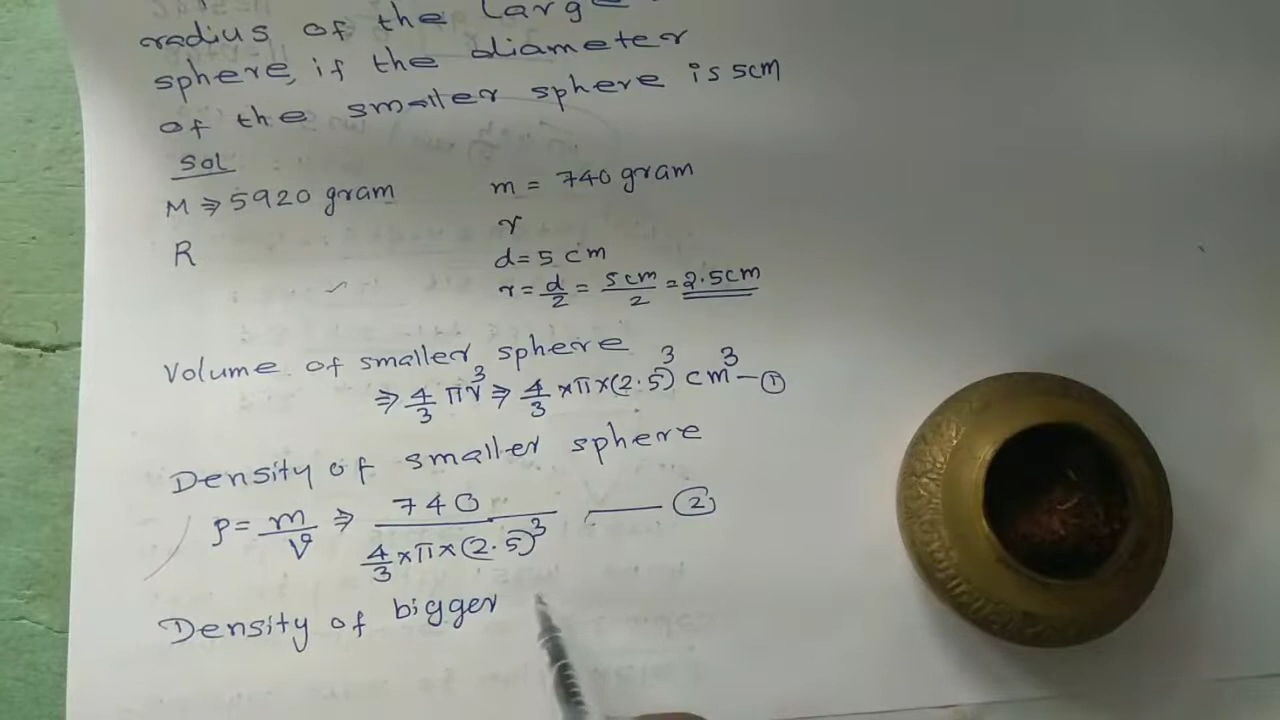 radius of the large
sphere, if the diameter
of the smaller sphere is 5cm
Sol
M ⇒ 5920 gram
m = 740 gram
R
r
d = 5 cm
r = d/2 = 5cm/2 = 2.5cm
Volume of smaller sphere
⇒ 4/3 πr³ ⇒ 4/3 × π × (2.5)³ cm³ — ①
Density of smaller sphere
ρ = m/V ⇒ 740 / 4/3 × π × (2.5)³ — ②
Density of bigger